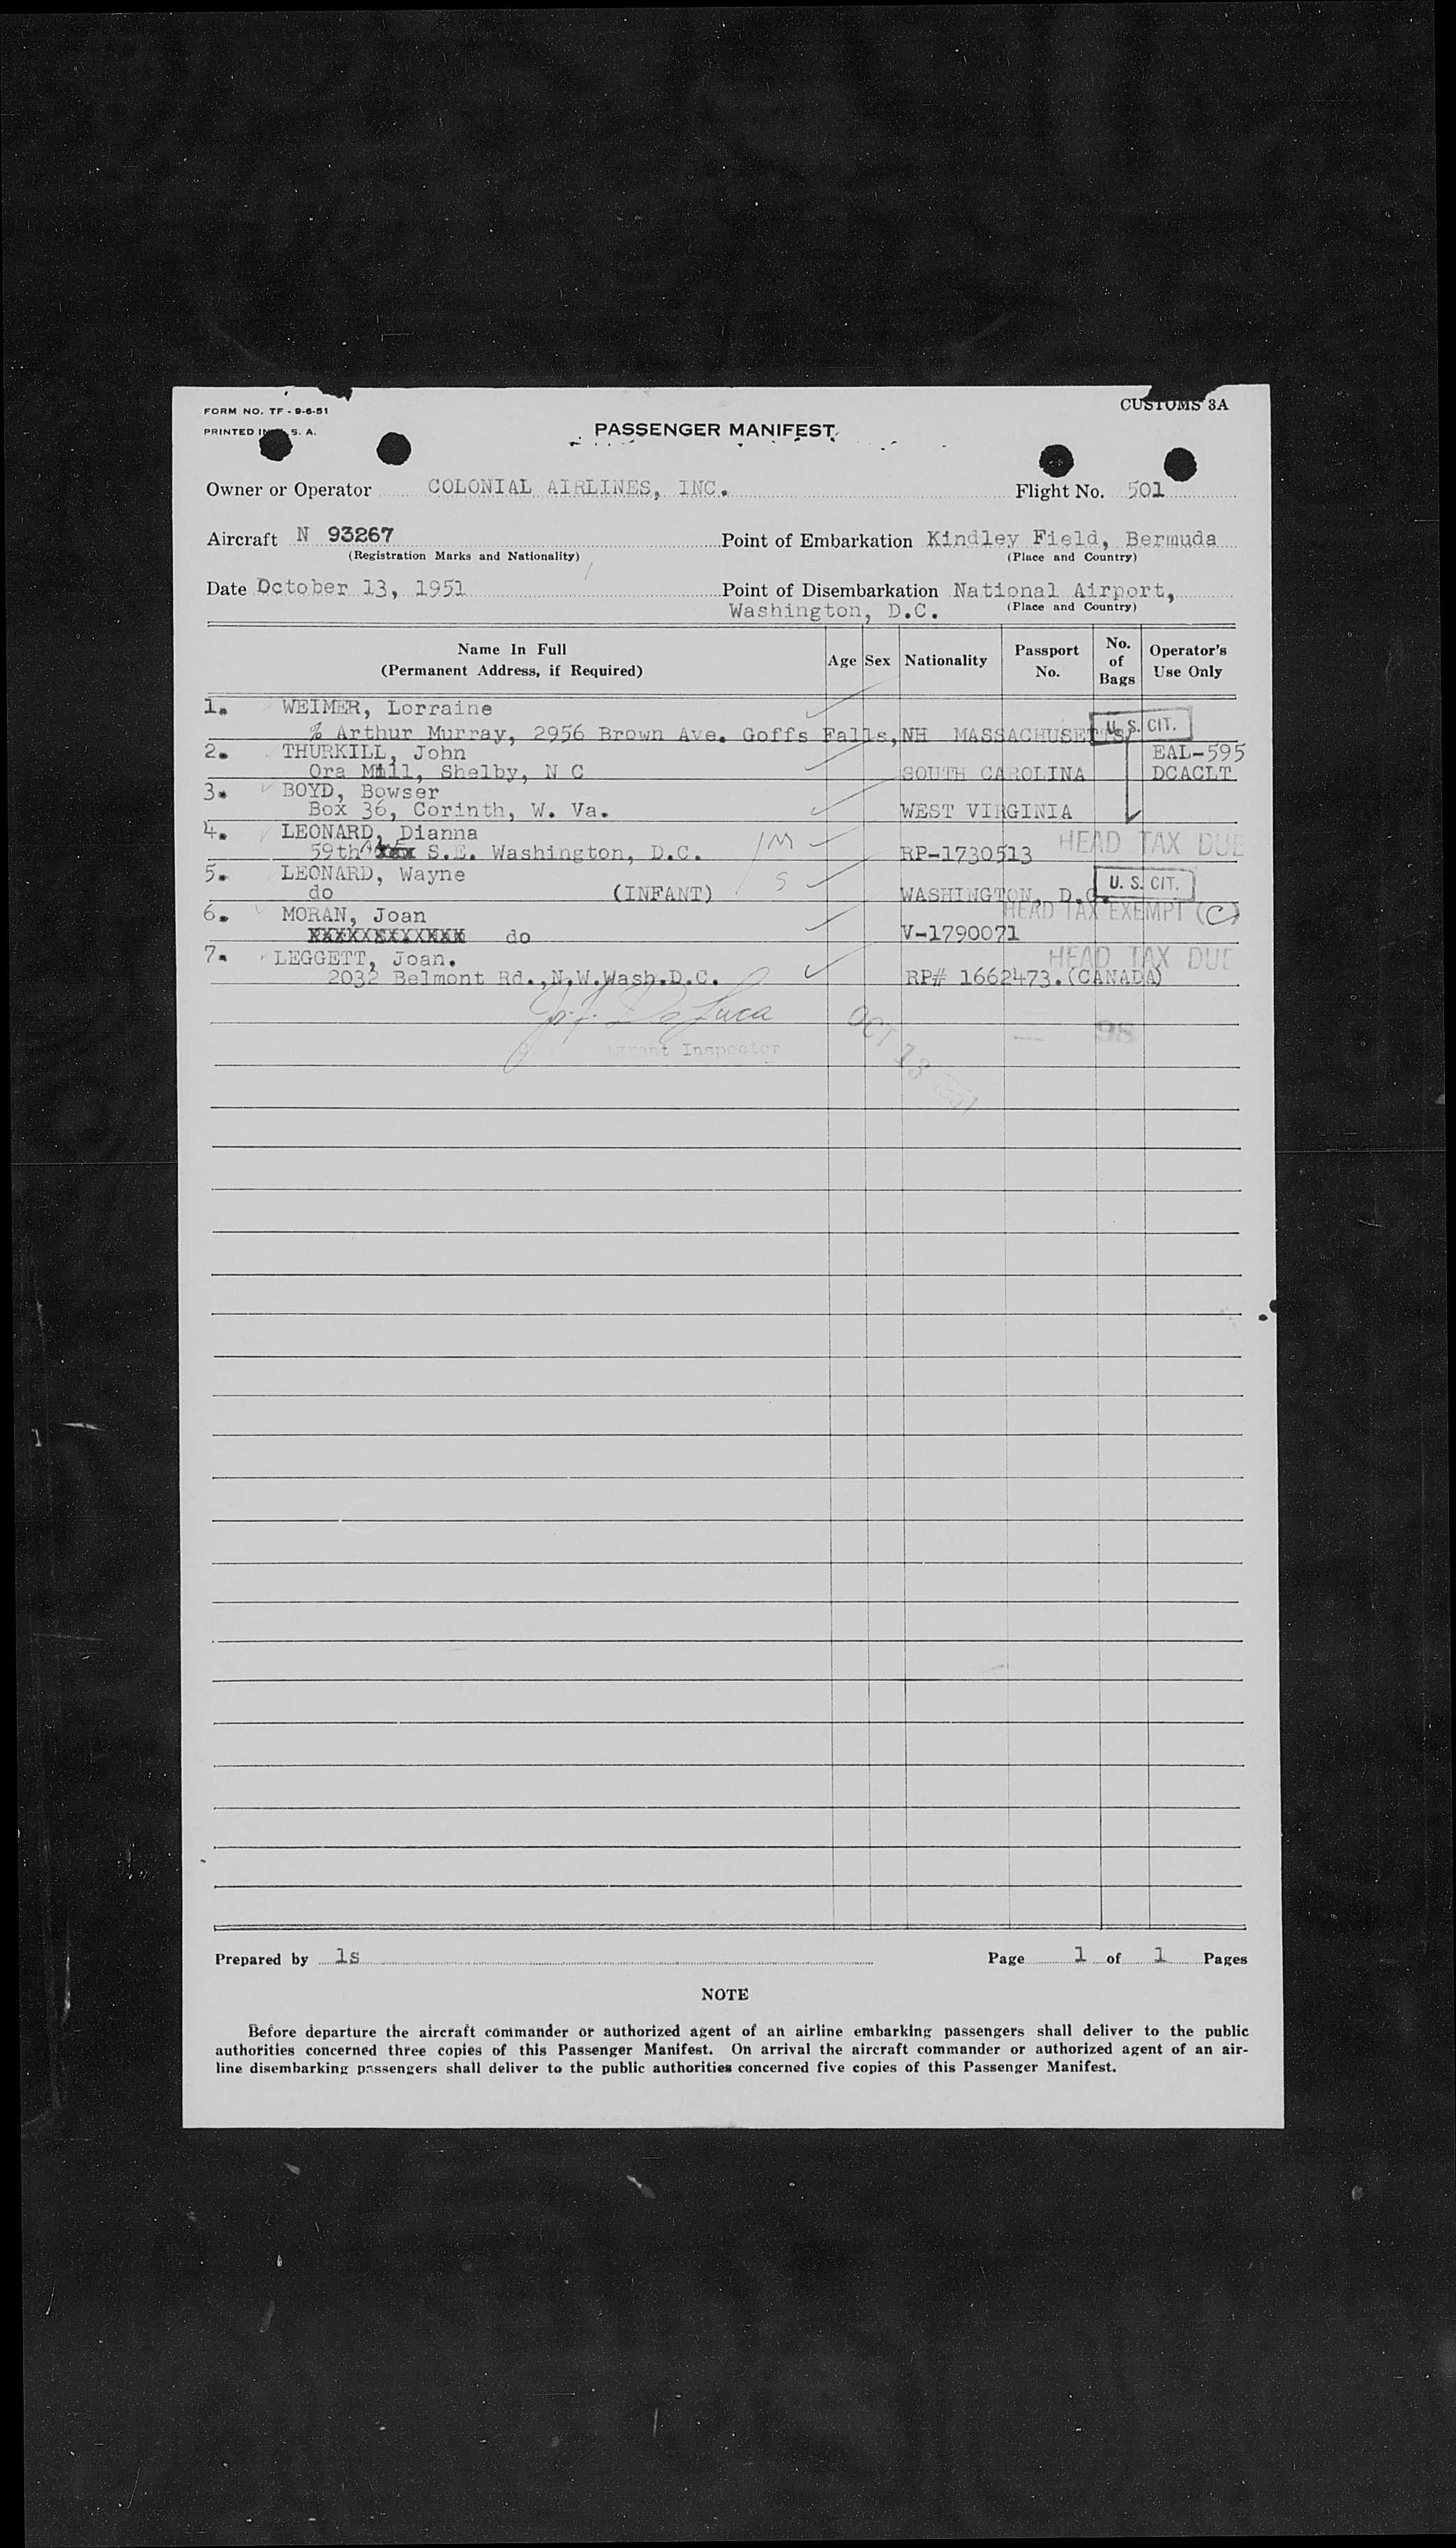 FORM NO. TF - 9-6-51
CUSTOMS 3A
PRINTED IN U. S. A.
PASSENGER MANIFEST
Owner or Operator COLONIAL AIRLINES, INC. Flight No. 501
Aircraft N 93267 Point of Embarkation Kindley Field, Bermuda
(Registration Marks and Nationality) (Place and Country)
Date October 13, 1951 Point of Disembarkation National Airport,
Washington, D.C. (Place and Country)
Name In Full (Permanent Address, if Required) Age Sex Nationality Passport No. No. of Bags Operator's Use Only
1. WEIMER, Lorraine
% Arthur Murray, 2956 Brown Ave. Goffs Falls, NH MASSACHUSETTS U. S. CIT.
2. THURKILL, John EAL-595
Ora Mill, Shelby, N C SOUTH CAROLINA DCACLT
3. BOYD, Bowser
Box 36, Corinth, W. Va. WEST VIRGINIA
4. LEONARD, Dianna M HEAD TAX DUE
59th Ave xxx S.E. Washington, D.C. RP-1730513
5. LEONARD, Wayne S U. S. CIT.
do (INFANT) WASHINGTON, D.C.
6. MORAN, Joan HEAD TAX EXEMPT (C)
do V-1790071
7. LEGGETT, Joan. HEAD TAX DUE
2032 Belmont Rd.,N.W.Wash.D.C. RP# 1662473.(CANADA)
De Luca OCT 13 1951 98
Inspector
Prepared by ls Page 1 of 1 Pages
NOTE
Before departure the aircraft commander or authorized agent of an airline embarking passengers shall deliver to the public
authorities concerned three copies of this Passenger Manifest. On arrival the aircraft commander or authorized agent of an air-
line disembarking passengers shall deliver to the public authorities concerned five copies of this Passenger Manifest.